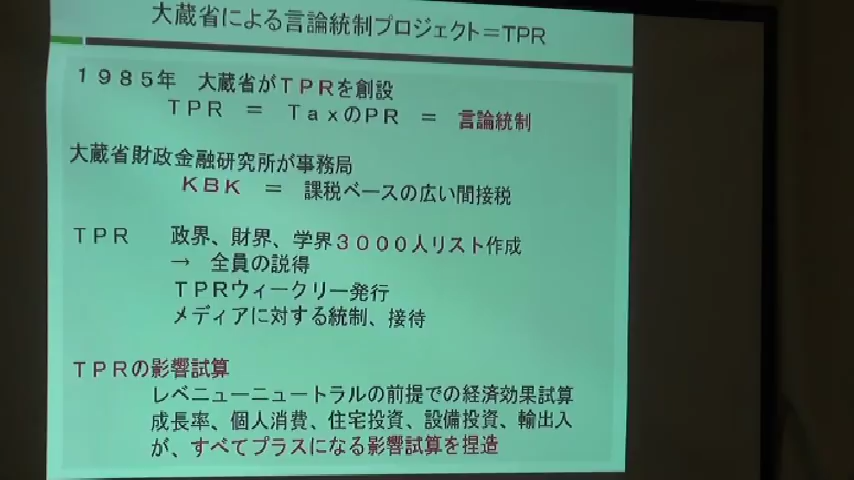 大蔵省による言論統制プロジェクト＝TPR
１９８５年　大蔵省がＴＰＲを創設
ＴＰＲ　＝　ＴａｘのＰＲ　＝　言論統制
大蔵省財政金融研究所が事務局
ＫＢＫ　＝　課税ベースの広い間接税
ＴＰＲ　政界、財界、学界３０００人リスト作成
→　全員の説得
ＴＰＲウィークリー発行
メディアに対する統制、接待
ＴＰＲの影響試算
レベニューニュートラルの前提での経済効果試算
成長率、個人消費、住宅投資、設備投資、輸出入
が、すべてプラスになる影響試算を捏造